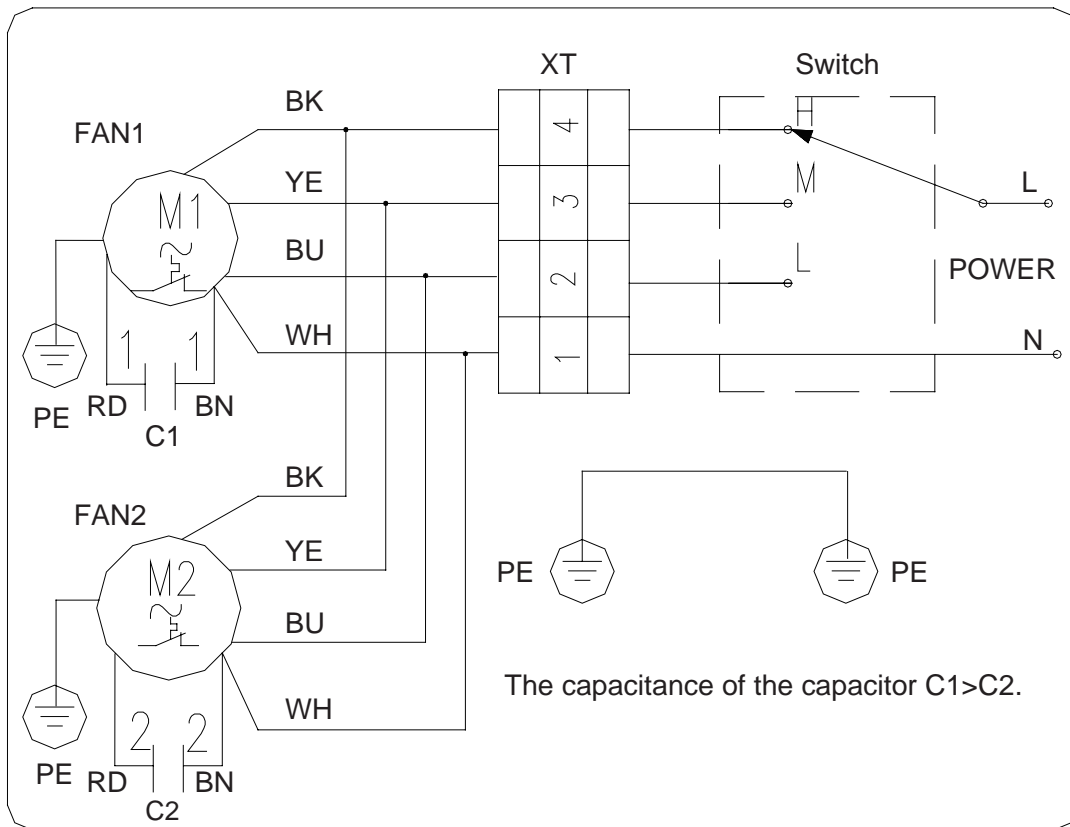 XT Switch
BK H
FAN1 4
YE M L
M1 3
BU L POWER
2
WH N
1
1 1
RD BN
PE C1
BK
FAN2
YE PE PE
M2
BU
The capacitance of the capacitor C1>C2.
WH
2 2
PE RD BN
C2